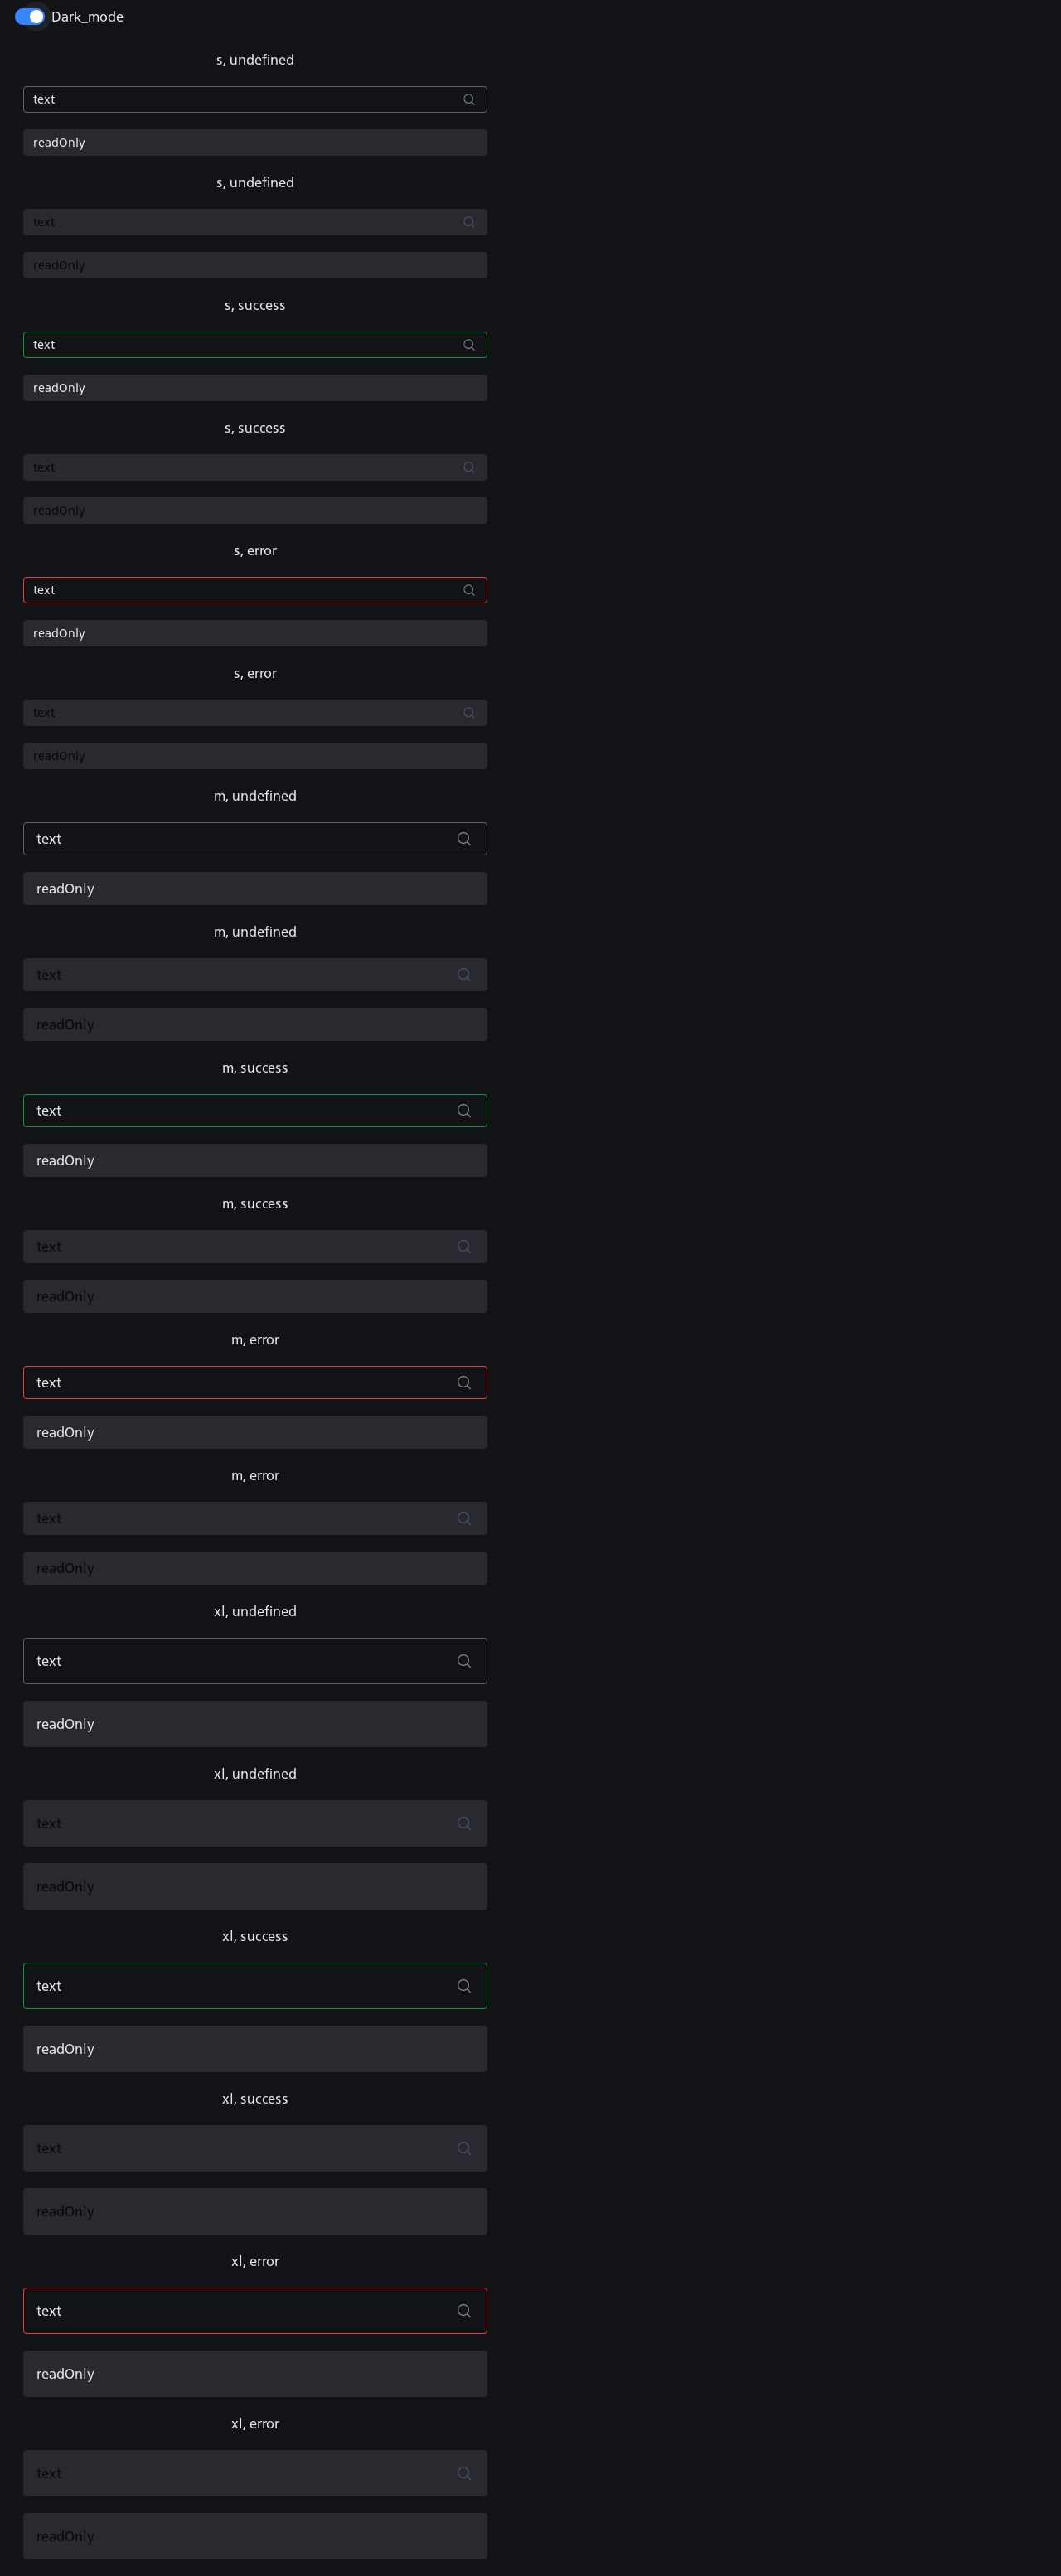 Dark_mode
s, undefined
text
readOnly
s, undefined
text
readOnly
s, success
text
readOnly
s, success
text
readOnly
s, error
text
readOnly
s, error
text
readOnly
m, undefined
text
readOnly
m, undefined
text
readOnly
m, success
text
readOnly
m, success
text
readOnly
m, error
text
readOnly
m, error
text
readOnly
xl, undefined
text
readOnly
xl, undefined
text
readOnly
xl, success
text
readOnly
xl, success
text
readOnly
xl, error
text
readOnly
xl, error
text
readOnly